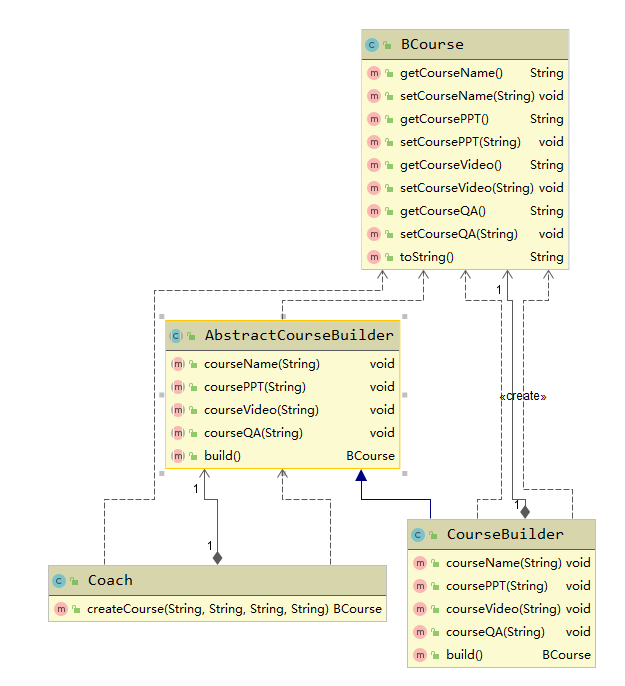 BCourse
getCourseName() String
setCourseName(String) void
getCoursePPT() String
setCoursePPT(String) void
getCourseVideo() String
setCourseVideo(String) void
getCourseQA() String
setCourseQA(String) void
toString() String
1
AbstractCourseBuilder
courseName(String) void
coursePPT(String) void
courseVideo(String) void
courseQA(String) void
build() BCourse
«create»
1
1
1
CourseBuilder
courseName(String) void
coursePPT(String) void
courseVideo(String) void
courseQA(String) void
build() BCourse
Coach
createCourse(String, String, String, String) BCourse